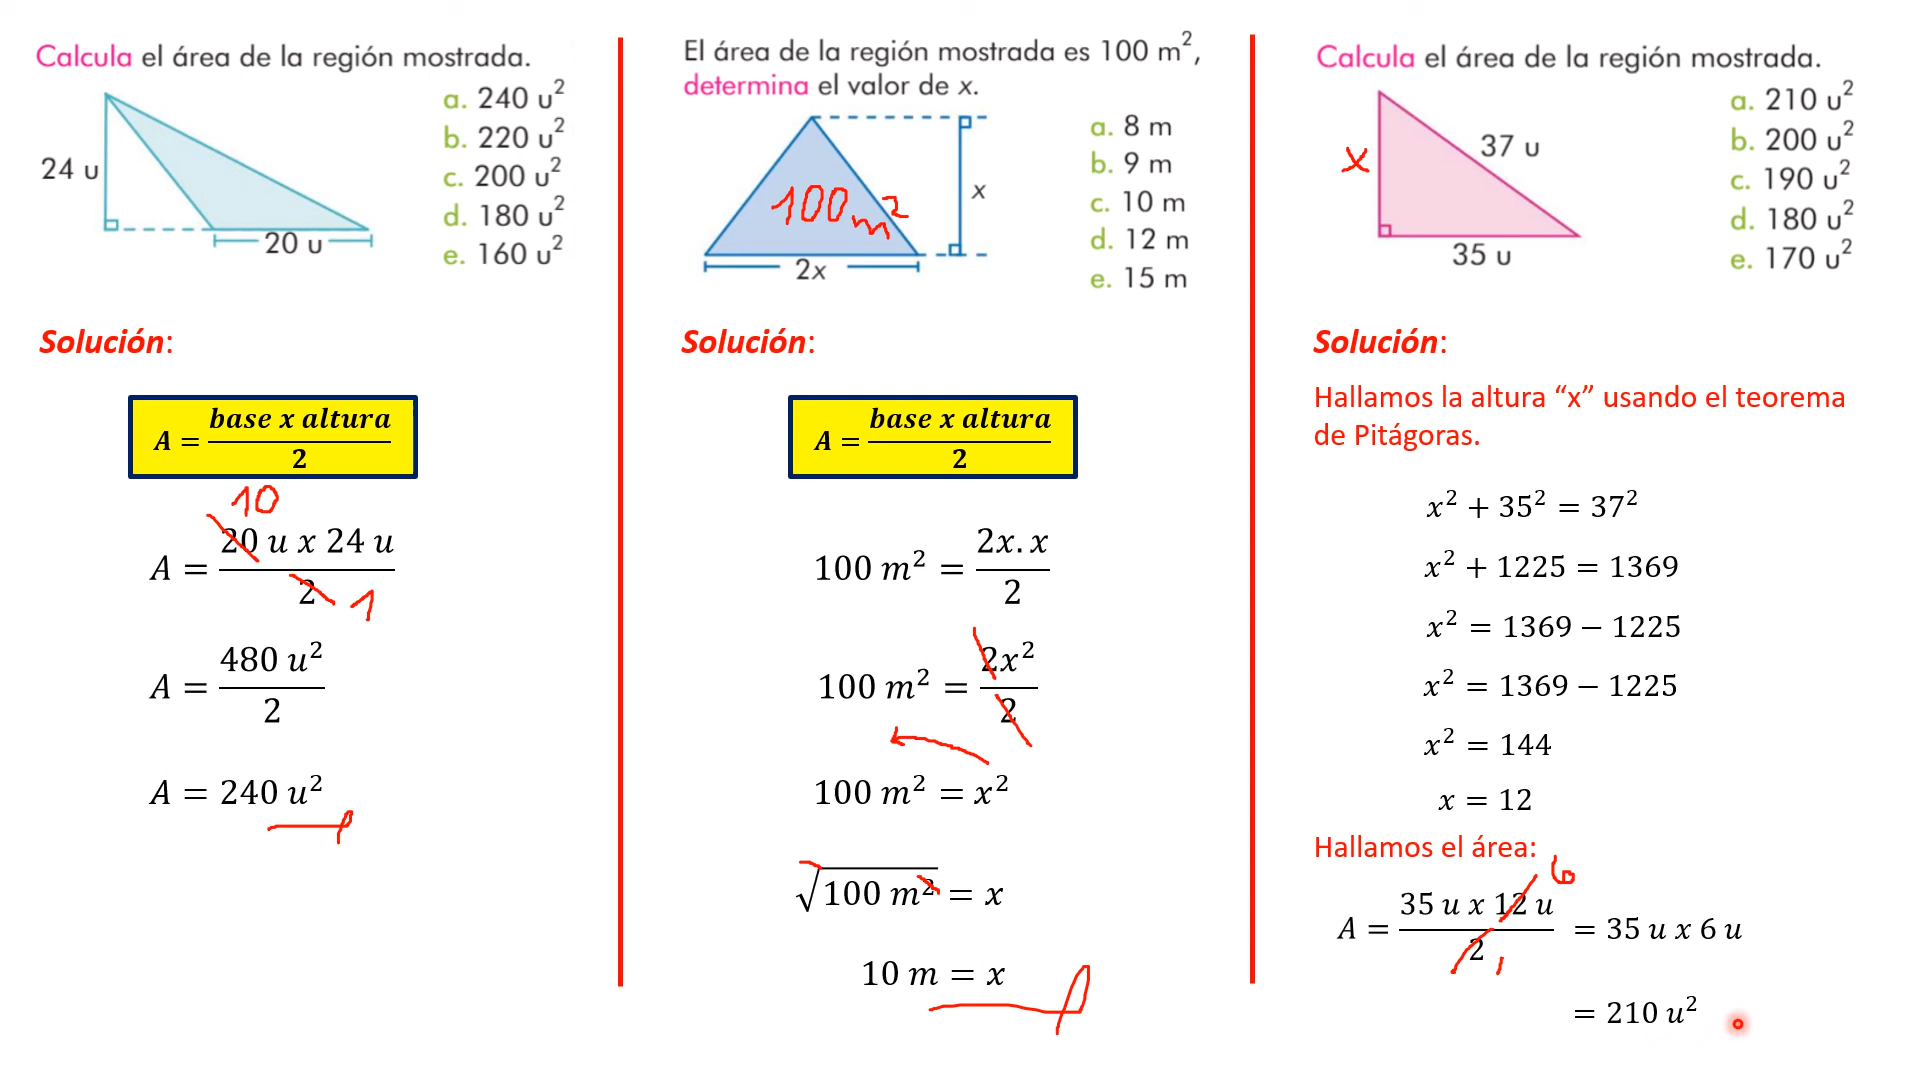 Calcula el área de la región mostrada.
24 u
20 u
a. 240 u²
b. 220 u²
c. 200 u²
d. 180 u²
e. 160 u²
Solución:
A = base x altura / 2
10
A = 20 u x 24 u / 2
1
A = 480 u² / 2
A = 240 u²
El área de la región mostrada es 100 m²,
determina el valor de x.
100 m²
x
2x
a. 8 m
b. 9 m
c. 10 m
d. 12 m
e. 15 m
Solución:
A = base x altura / 2
100 m² = 2x. x / 2
100 m² = 2x² / 2
100 m² = x²
√100 m² = x
10 m = x
Calcula el área de la región mostrada.
x
37 u
35 u
a. 210 u²
b. 200 u²
c. 190 u²
d. 180 u²
e. 170 u²
Solución:
Hallamos la altura “x” usando el teorema
de Pitágoras.
x² + 35² = 37²
x² + 1225 = 1369
x² = 1369 − 1225
x² = 1369 − 1225
x² = 144
x = 12
Hallamos el área:
6
A = 35 u x 12 u / 2 = 35 u x 6 u
1
= 210 u²